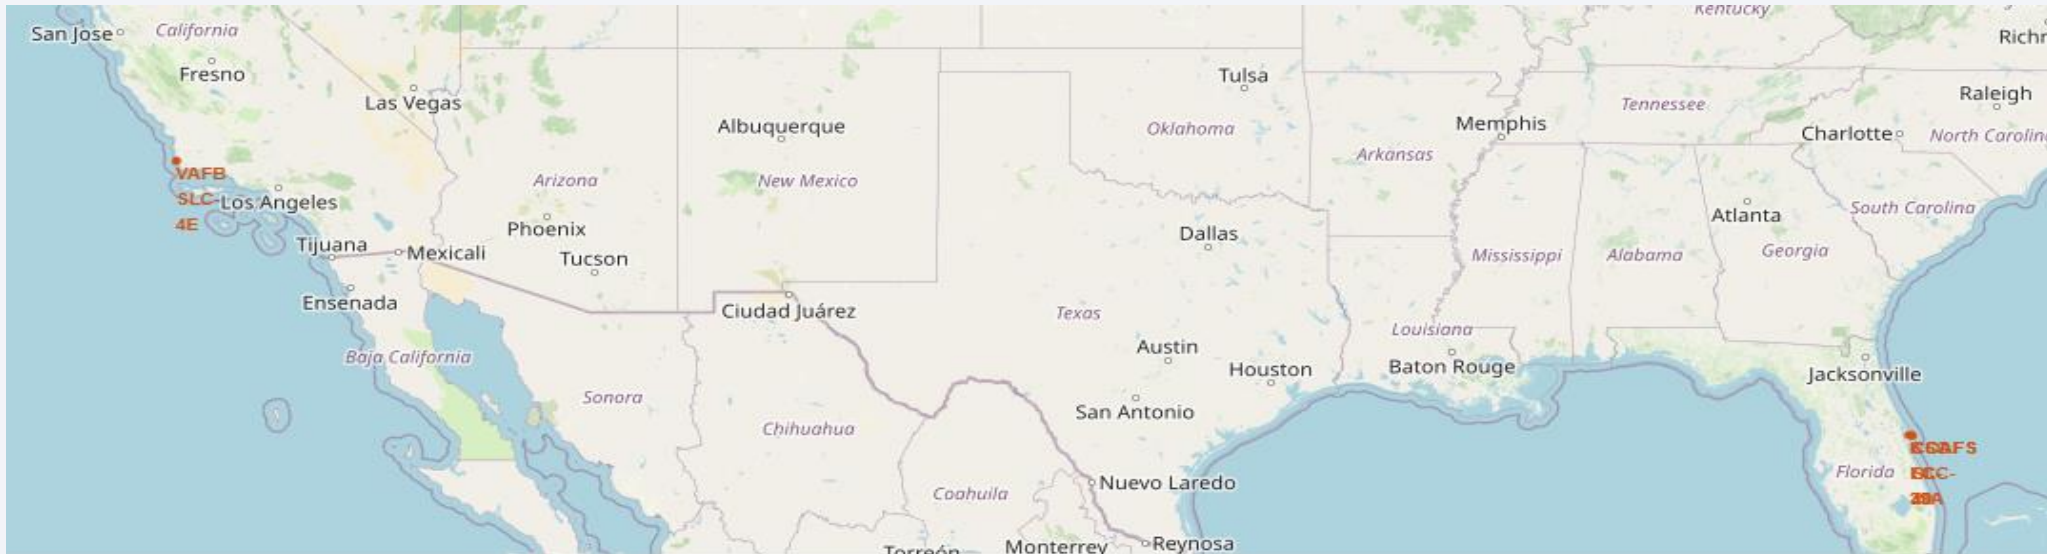 Kentucky
San Jose
California
Richr
Fresno
Tulsa
Las Vegas
Raleigh
Tennessee
Albuquerque
Memphis
Oklahoma
Charlotte
North Carolin
Arkansas
VAFB
SLC-
4E
Arizona
New Mexico
Los Angeles
South Carolina
Atlanta
Phoenix
Dallas
Tijuana
Mexicali
Georgia
Tucson
Mississippi
Alabama
Ensenada
Ciudad Juárez
Texas
Louisiana
Austin
Baja California
Houston
Baton Rouge
Jacksonville
Sonora
San Antonio
Chihuahua
Florida
Nuevo Laredo
Coahuila
Torreón
Monterrey
Reynosa